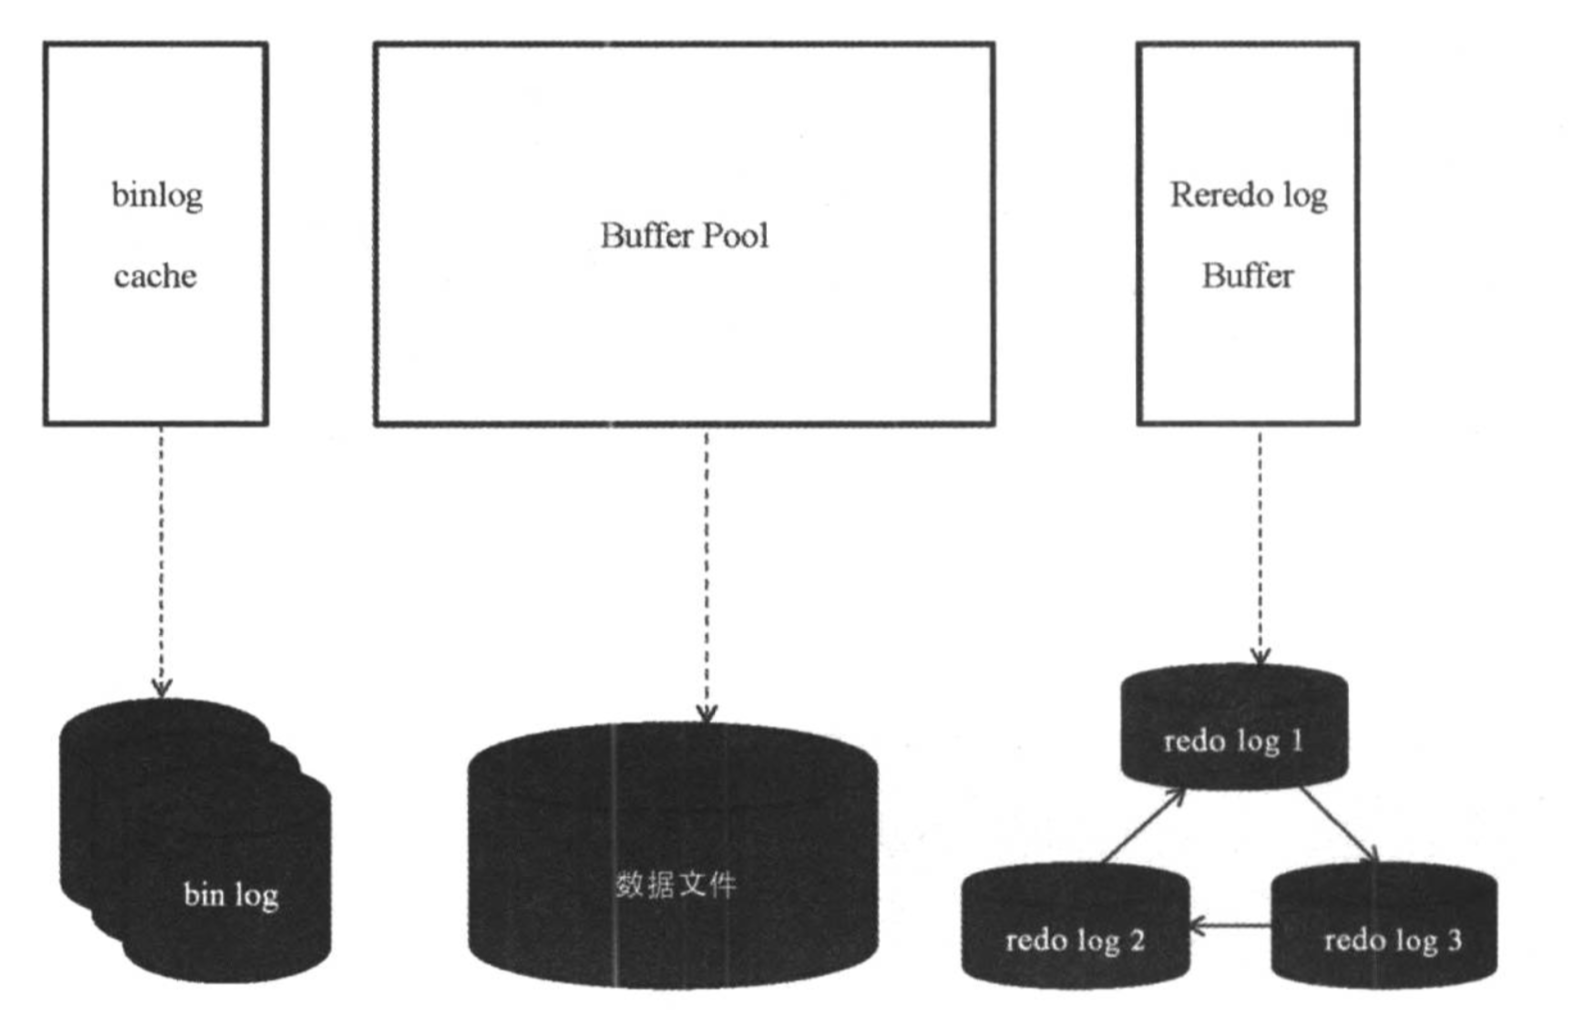 binlog
cache
Buffer Pool
Reredo log
Buffer
bin log
数据文件
redo log 1
redo log 2
redo log 3